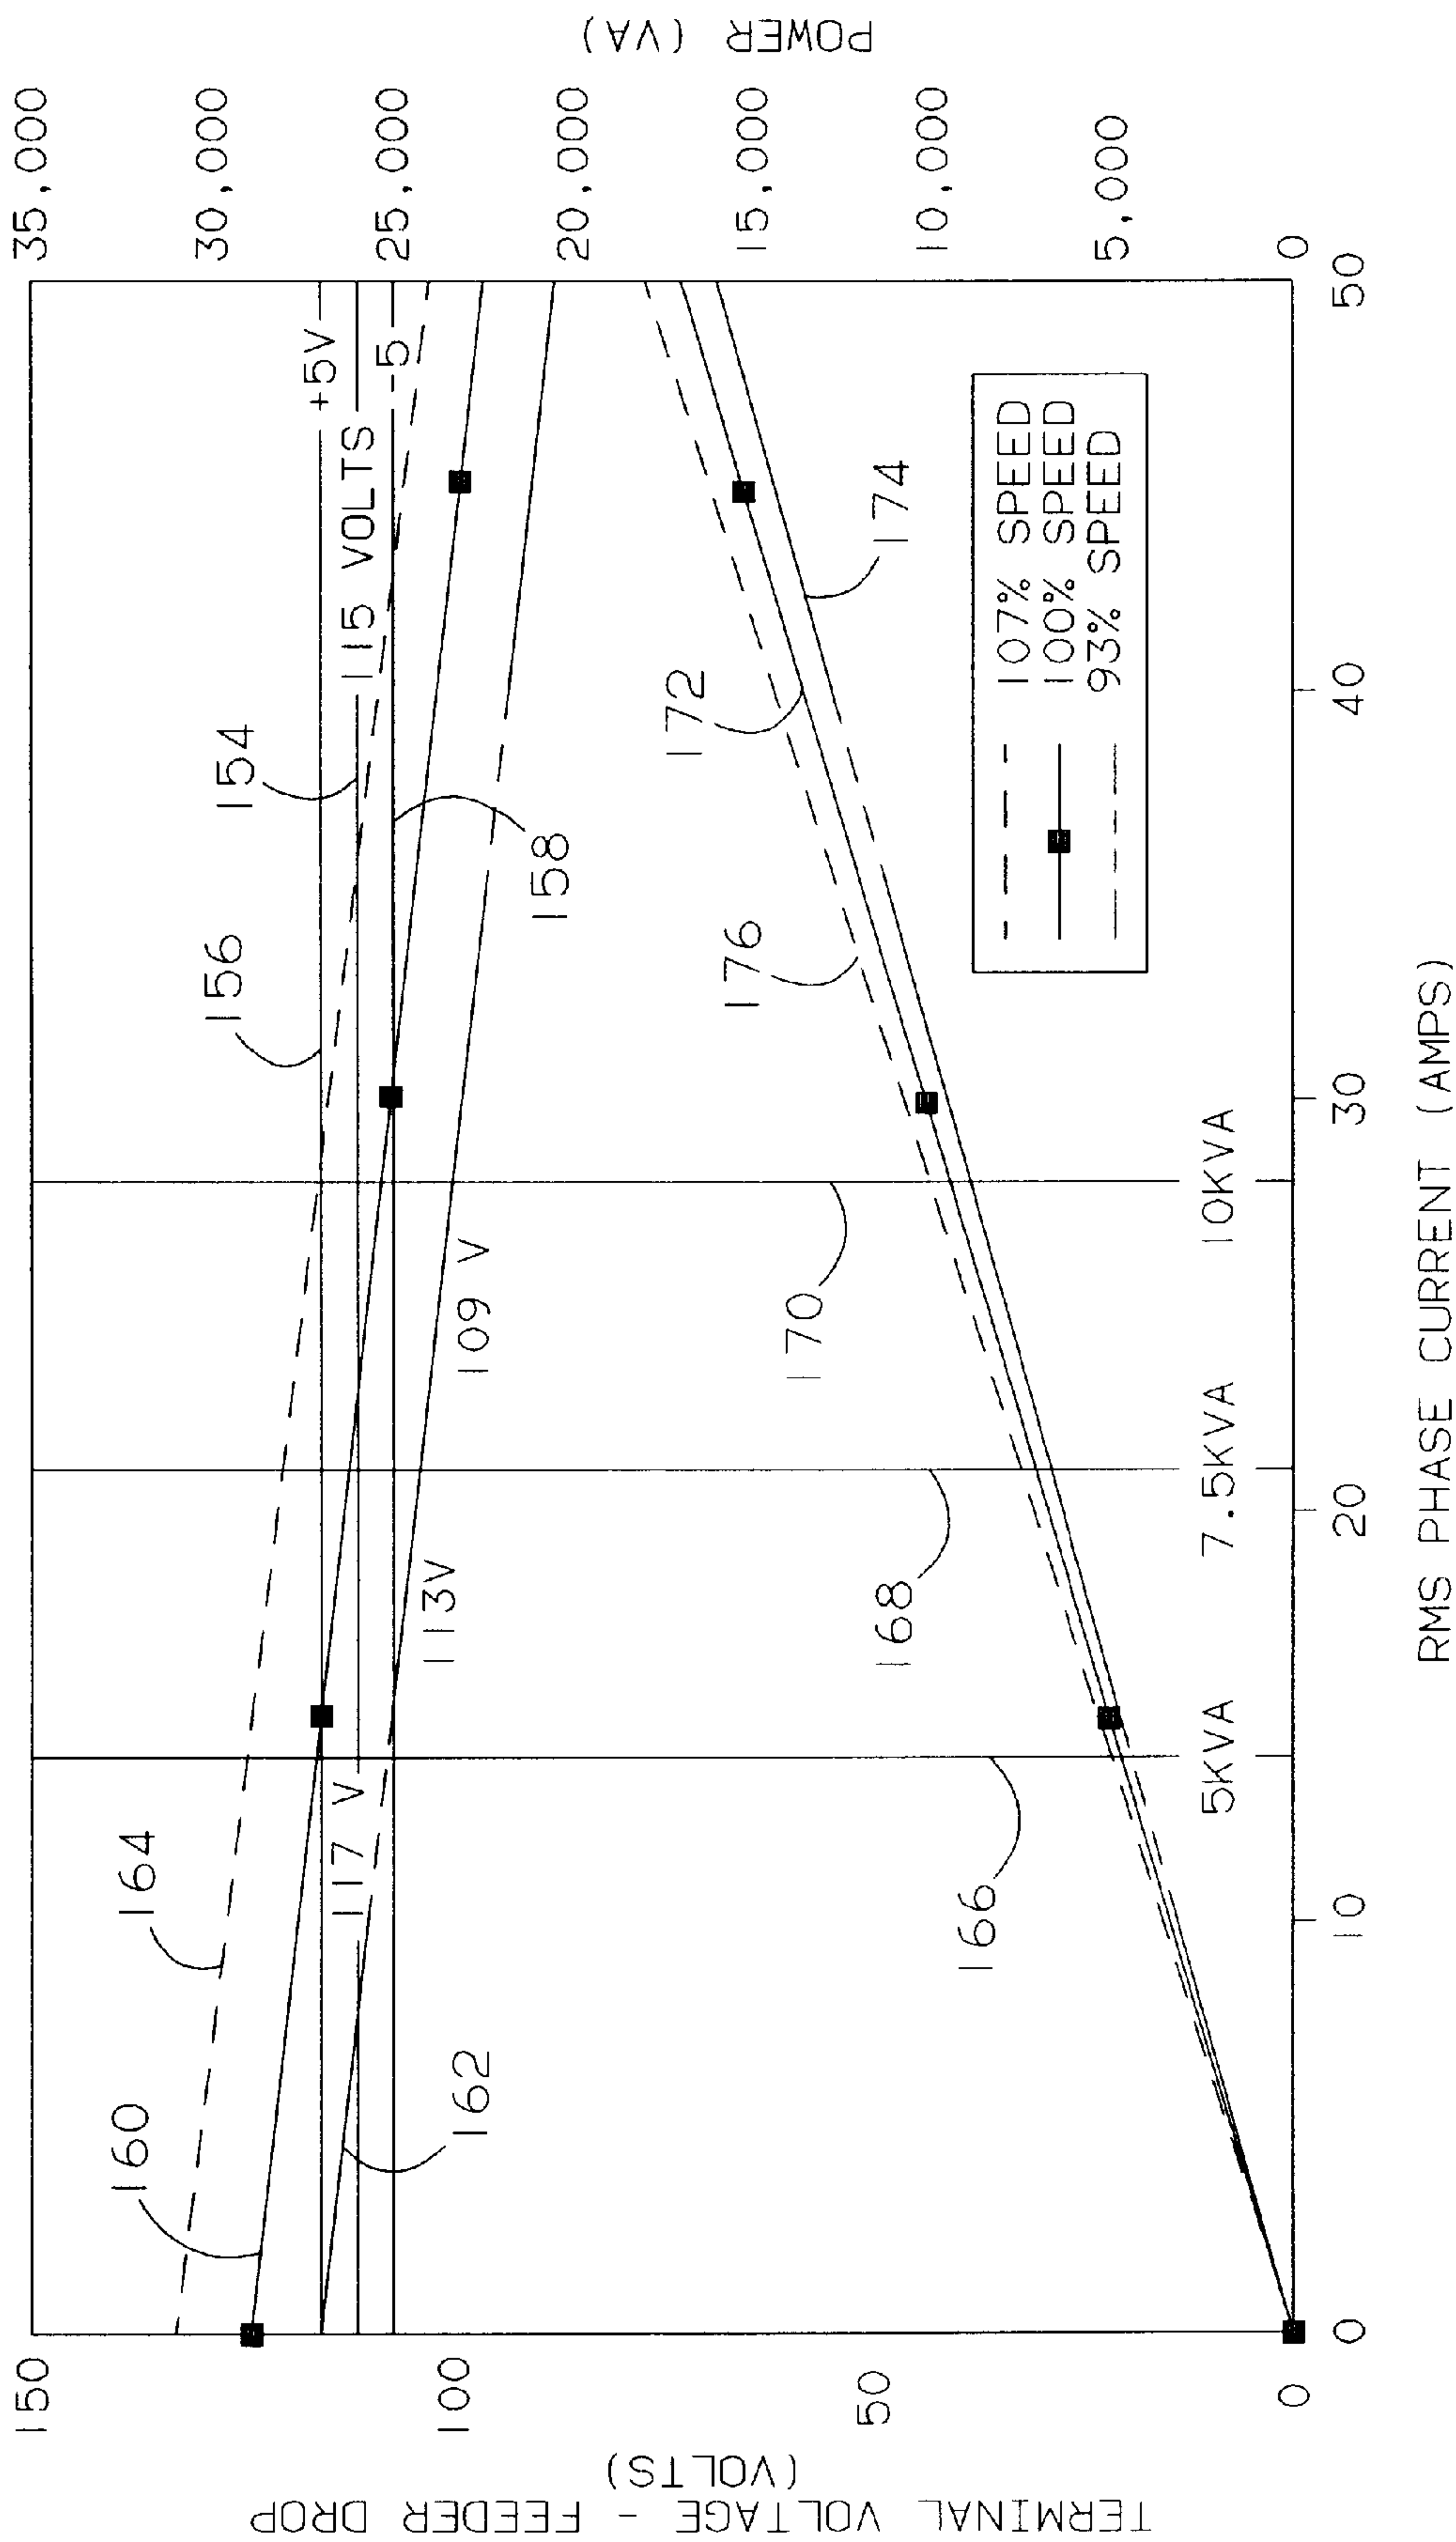 TERMINAL VOLTAGE - FEEDER DROP
(VOLTS)
150
100
50
0
POWER (VA)
35,000
30,000
25,000
20,000
15,000
10,000
5,000
0
160
164
156
154
+5V
115 VOLTS
-5
117 V
162
113V
109 V
158
166
168
170
176
172
174
5KVA
7.5KVA
10KVA
107% SPEED
100% SPEED
93% SPEED
0
10
20
30
40
50
RMS PHASE CURRENT (AMPS)